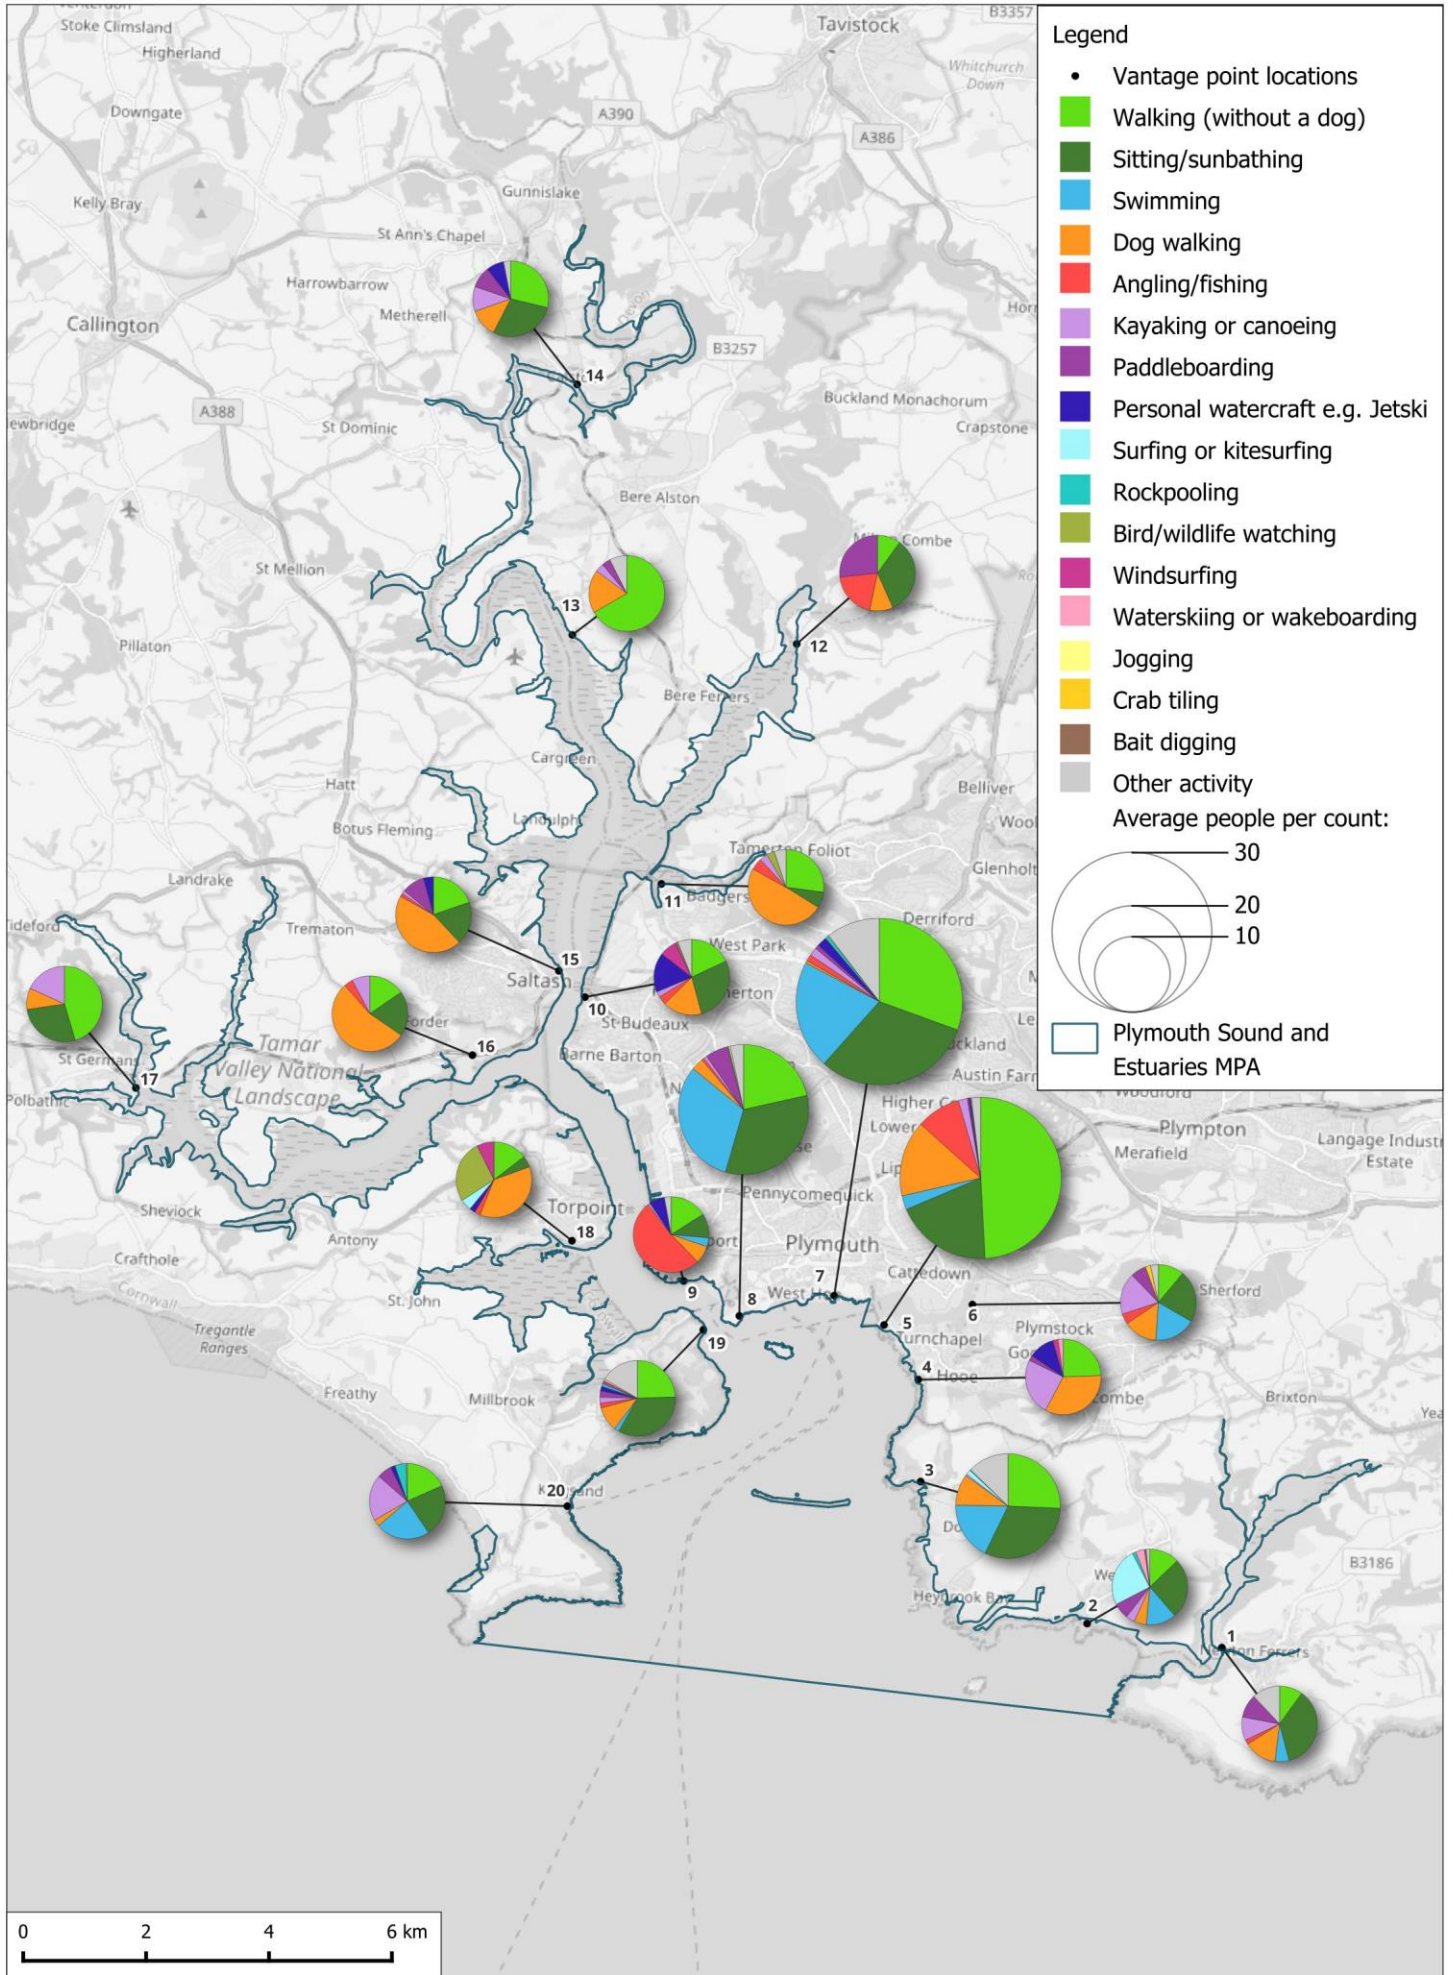 Stoke Climsland
Tavistock
B3357
Higherland
Whitchurch
Down
Downgate
A390
A386
Kelly Bray
Gunnislake
St Ann's Chapel
Harrowbarrow
Metherell
Devon
Callington
B3257
14
Buckland Monachorum
A388
St Dominic
Crapstone
Bere Alston
Combe
St Mellion
13
12
Pillaton
Bere Ferrers
Cargreen
Hatt
Belliver
Botus Fleming
Landulph
Tamerton Foliot
Landrake
11
Trematon
Derriford
West Park
15
Saltash
10
St Budeaux
Tamar
Valley National
Landscape
16
Barne Barton
St Germans
17
Polbathic
Austin Farm
Woodford
Plympton
Merafield
Langage Industrial
Estate
Pennycomequick
Sheviock
Torpoint
Antony
18
Plymouth
Crafthole
Cattedown
Sherford
9
8
7
5
6
Turnchapel
Plymstock
St. John
Cornwall
Tregantle
Ranges
19
4
Hooe
Freathy
Millbrook
Brixton
3
20
Heybrook Bay
B3186
2
1
Newton Ferrers
Legend
Vantage point locations
Walking (without a dog)
Sitting/sunbathing
Swimming
Dog walking
Angling/fishing
Kayaking or canoeing
Paddleboarding
Personal watercraft e.g. Jetski
Surfing or kitesurfing
Rockpooling
Bird/wildlife watching
Windsurfing
Waterskiing or wakeboarding
Jogging
Crab tiling
Bait digging
Other activity
Average people per count:
30
20
10
Plymouth Sound and
Estuaries MPA
0 2 4 6 km